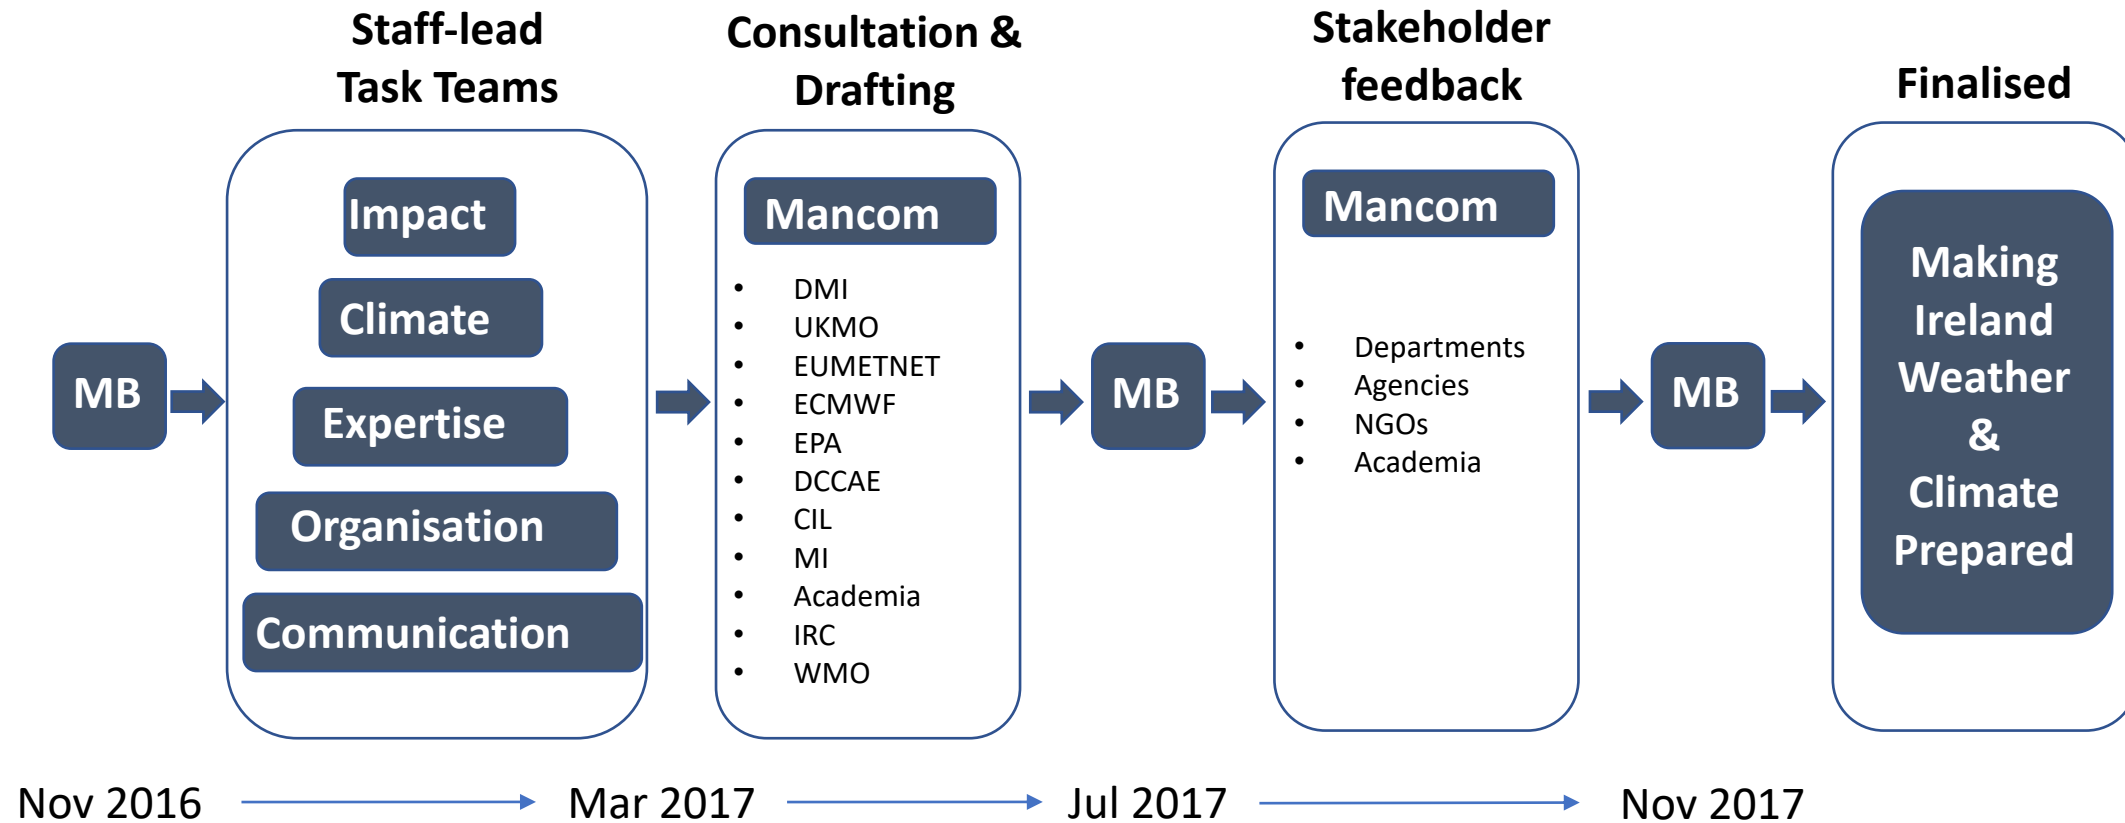 Staff-lead
Task Teams
Consultation &
Drafting
Stakeholder
feedback
Finalised
MB
Impact
Climate
Expertise
Organisation
Communication
Mancom
• DMI
• UKMO
• EUMETNET
• ECMWF
• EPA
• DCCAE
• CIL
• MI
• Academia
• IRC
• WMO
MB
Mancom
• Departments
• Agencies
• NGOs
• Academia
MB
Making
Ireland
Weather
&
Climate
Prepared
Nov 2016
Mar 2017
Jul 2017
Nov 2017